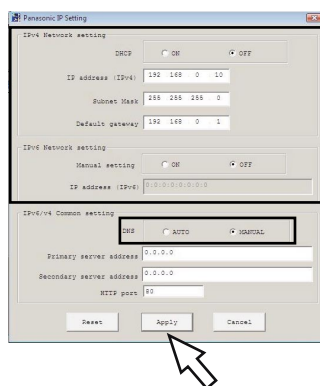 Panasonic IP Setting
IPv4 Network setting
DHCP ON OFF
IP address (IPv4) 192 168 0 10
Subnet Mask 255 255 255 0
Default gateway 192 168 0 1
IPv6 Network setting
Manual setting ON OFF
IP address (IPv6) 0:0:0:0:0:0:0:0
IPv6/v4 Common setting
DNS AUTO MANUAL
Primary server address 0.0.0.0
Secondary server address 0.0.0.0
HTTP port 80
Reset Apply Cancel